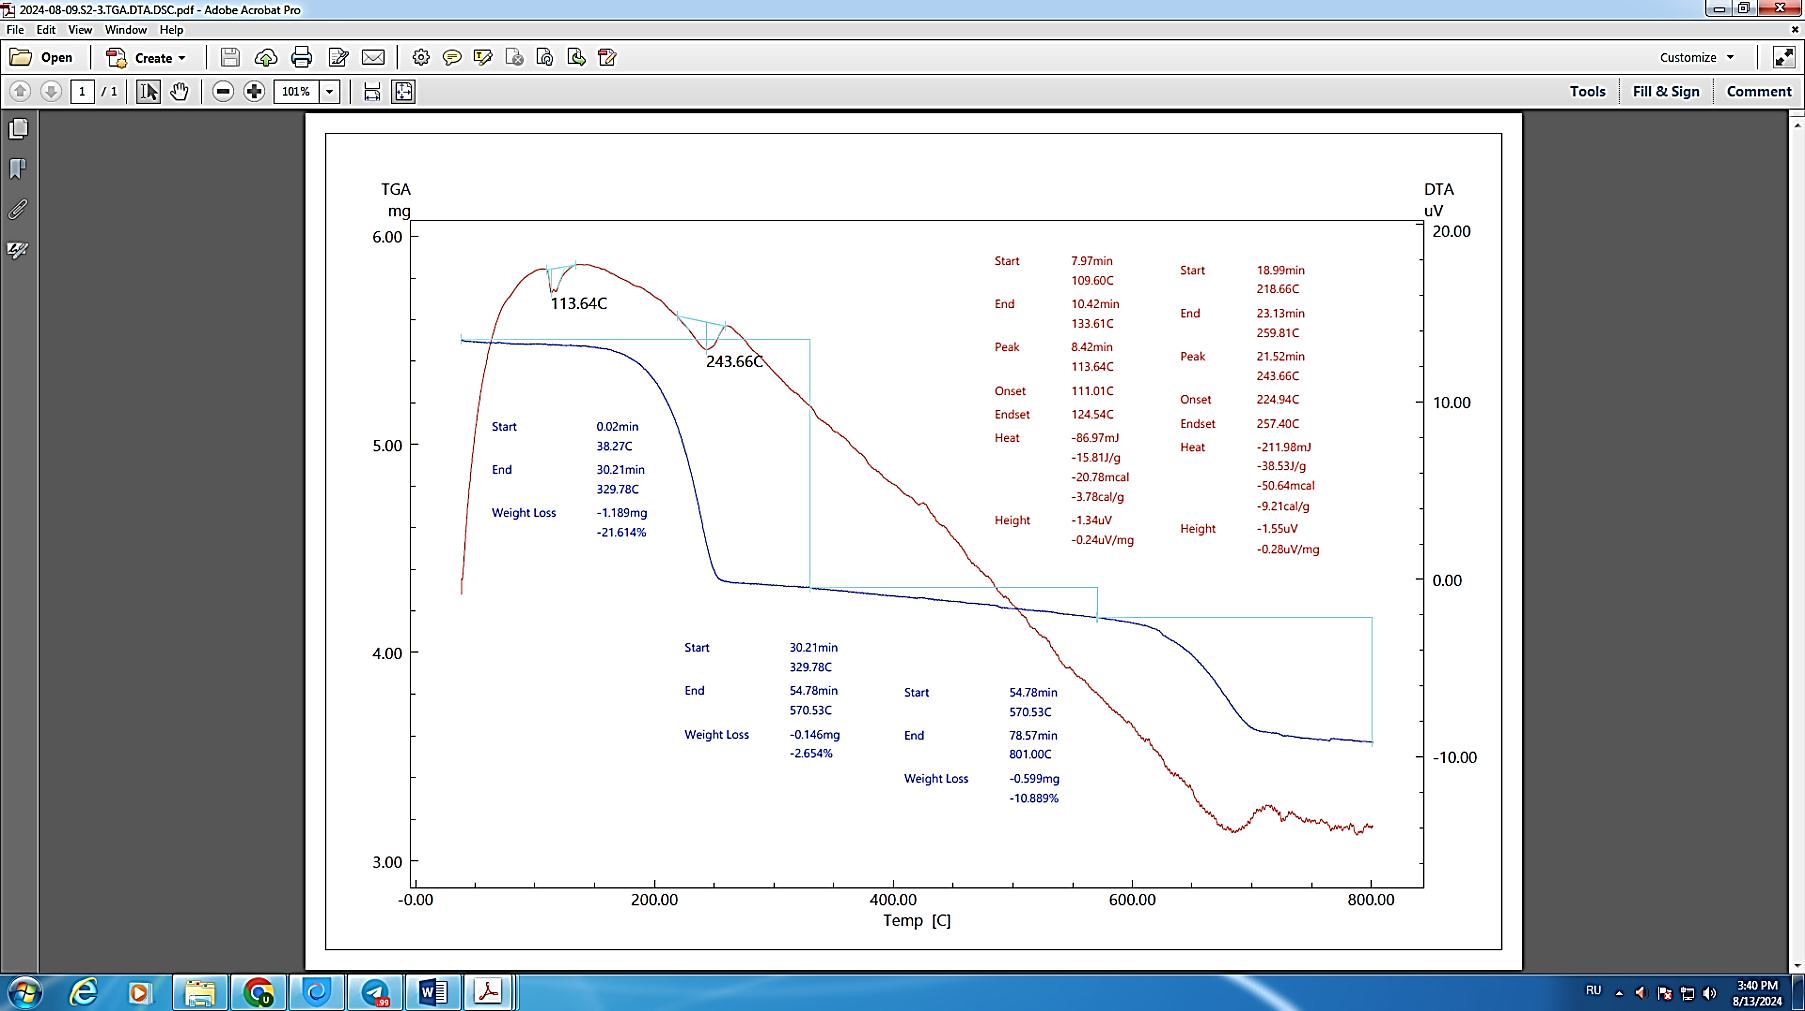 2024-08-09.S2-3.TGA.DTA.DSC.pdf - Adobe Acrobat Pro
File Edit View Window Help
Open Create Customize
1 / 1 101% Tools Fill & Sign Comment
TGA
mg
DTA
uV
6.00
5.00
4.00
3.00
20.00
10.00
0.00
-10.00
113.64C
243.66C
Start 7.97min
109.60C
End 10.42min
133.61C
Peak 8.42min
113.64C
Onset 111.01C
Endset 124.54C
Heat -86.97mJ
-15.81J/g
-20.78mcal
-3.78cal/g
Height -1.34uV
-0.24uV/mg
Start 18.99min
218.66C
End 23.13min
259.81C
Peak 21.52min
243.66C
Onset 224.94C
Endset 257.40C
Heat -211.98mJ
-38.53J/g
-50.64mcal
-9.21cal/g
Height -1.55uV
-0.28uV/mg
Start 0.02min
38.27C
End 30.21min
329.78C
Weight Loss -1.189mg
-21.614%
Start 30.21min
329.78C
End 54.78min
570.53C
Weight Loss -0.146mg
-2.654%
Start 54.78min
570.53C
End 78.57min
801.00C
Weight Loss -0.599mg
-10.889%
-0.00 200.00 400.00 600.00 800.00
Temp [C]
RU
3:40 PM
8/13/2024